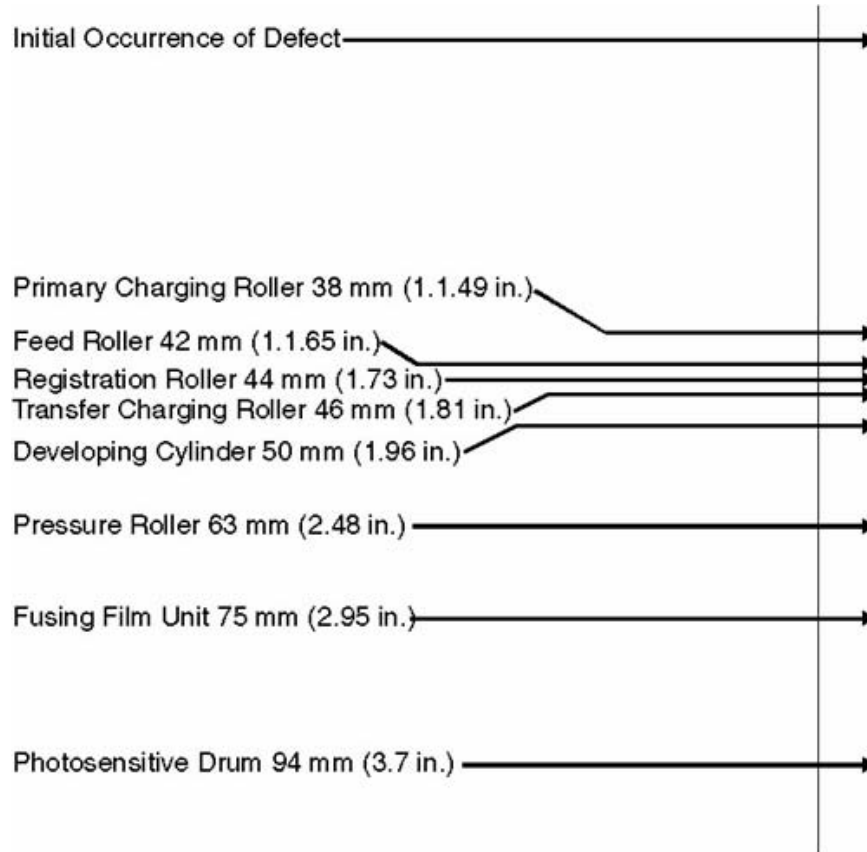 Initial Occurrence of Defect
Primary Charging Roller 38 mm (1.1.49 in.)
Feed Roller 42 mm (1.1.65 in.)
Registration Roller 44 mm (1.73 in.)
Transfer Charging Roller 46 mm (1.81 in.)
Developing Cylinder 50 mm (1.96 in.)
Pressure Roller 63 mm (2.48 in.)
Fusing Film Unit 75 mm (2.95 in.)
Photosensitive Drum 94 mm (3.7 in.)